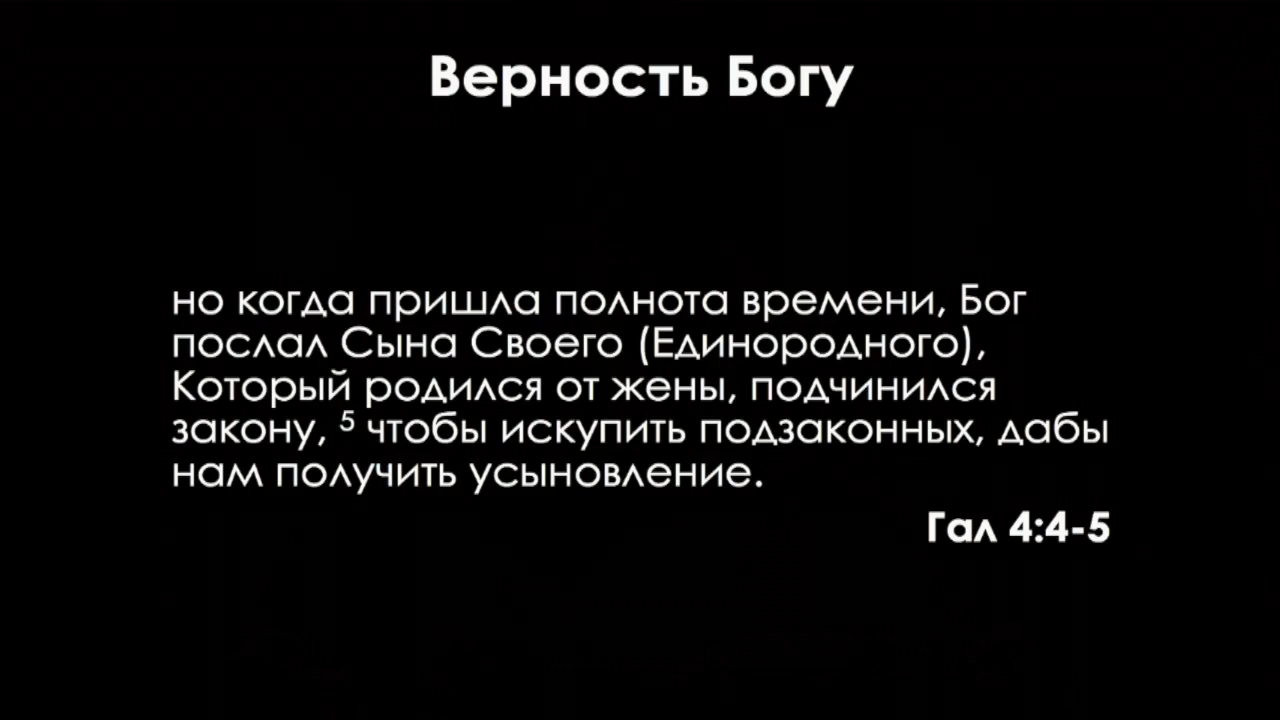 Верность Богу
но когда пришла полнота времени, Бог
послал Сына Своего (Единородного),
Который родился от жены, подчинился
закону, ⁵ чтобы искупить подзаконных, дабы
нам получить усыновление.
Гал 4:4-5